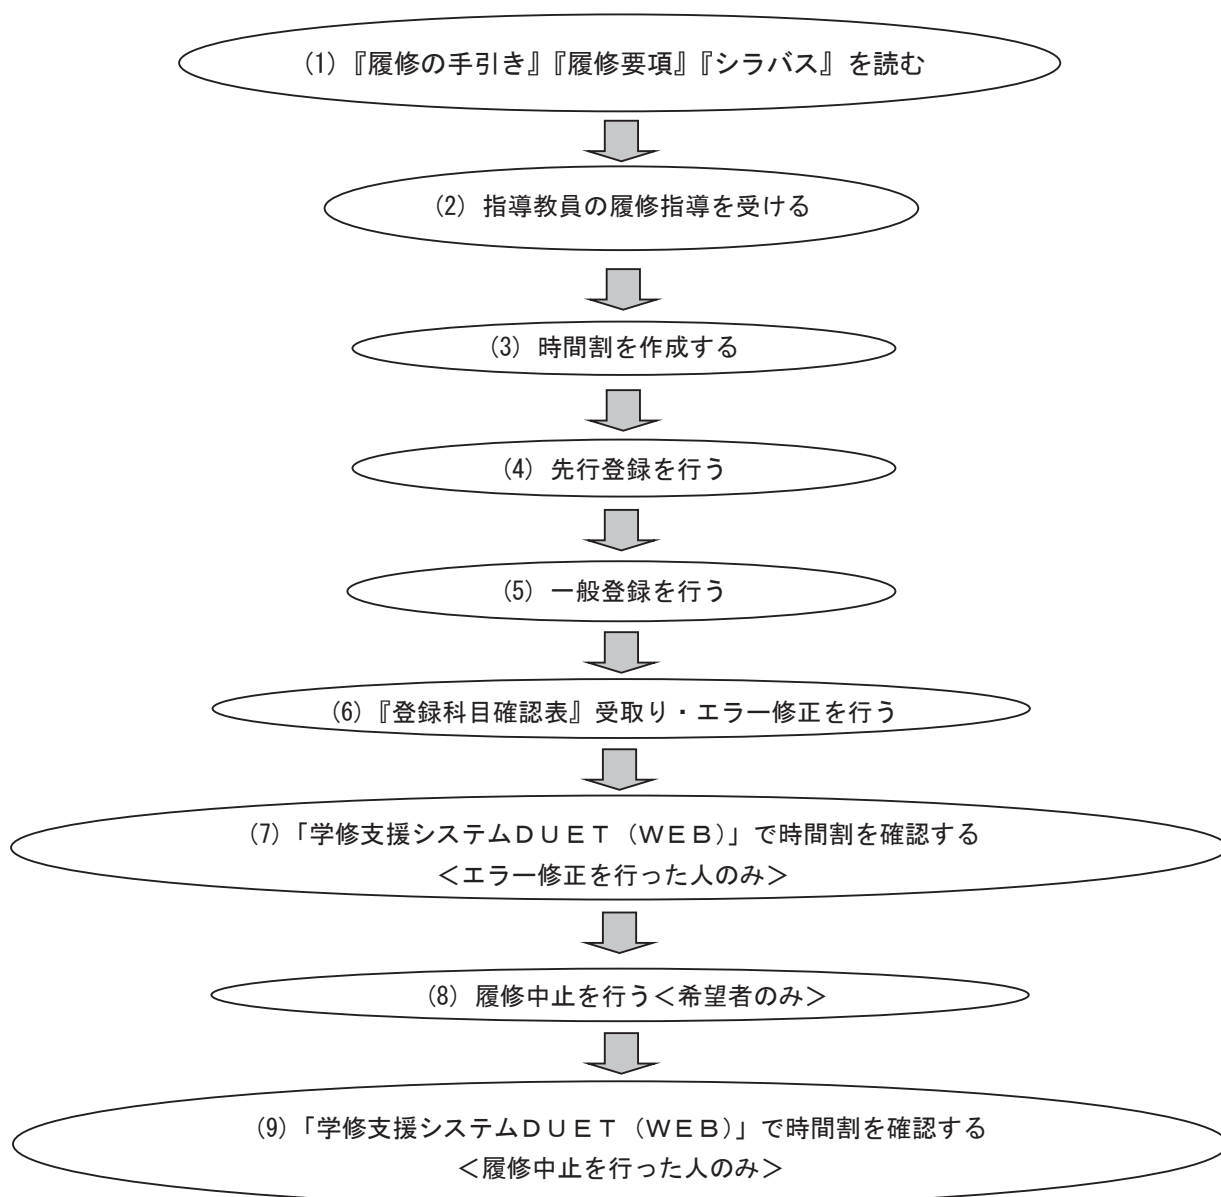 (1)『履修の手引き』『履修要項』『シラバス』を読む
(2) 指導教員の履修指導を受ける
(3) 時間割を作成する
(4) 先行登録を行う
(5) 一般登録を行う
(6)『登録科目確認表』受取り・エラー修正を行う
(7)「学修支援システムＤＵＥＴ（ＷＥＢ）」で時間割を確認する
＜エラー修正を行った人のみ＞
(8) 履修中止を行う＜希望者のみ＞
(9)「学修支援システムＤＵＥＴ（ＷＥＢ）」で時間割を確認する
＜履修中止を行った人のみ＞